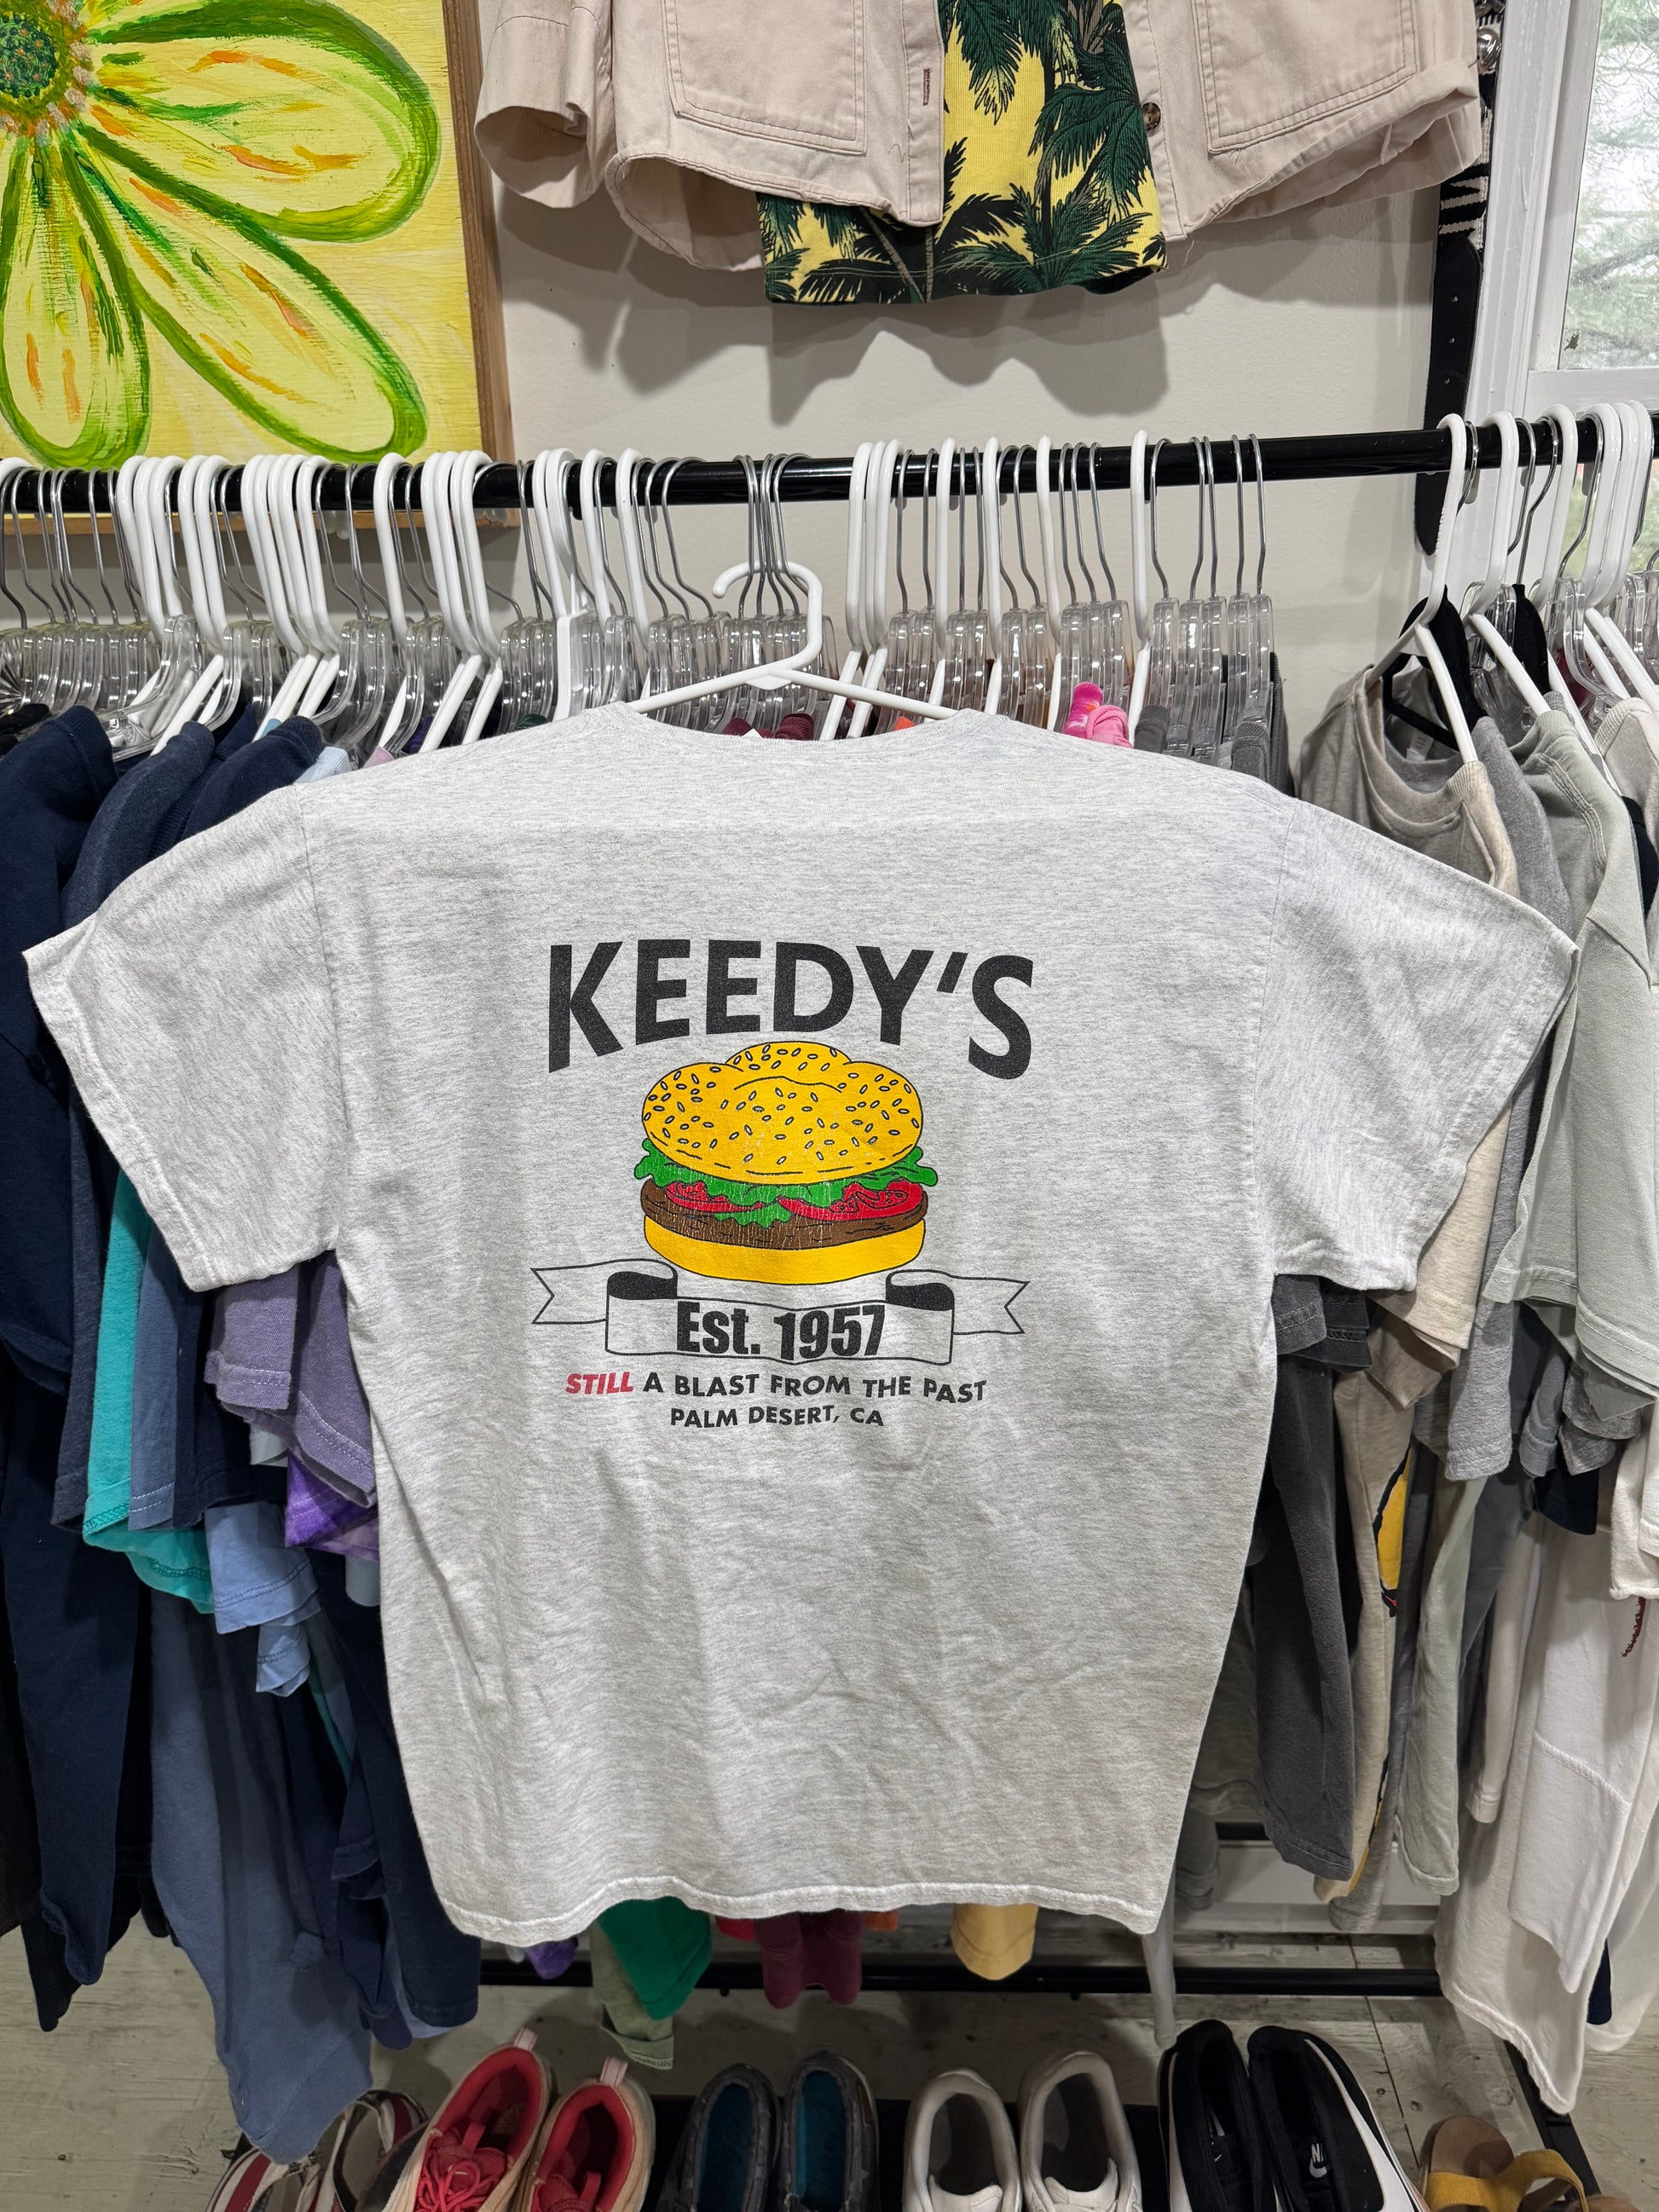 KEEDY'S
Est. 1957
STILL A BLAST FROM THE PAST
PALM DESERT, CA